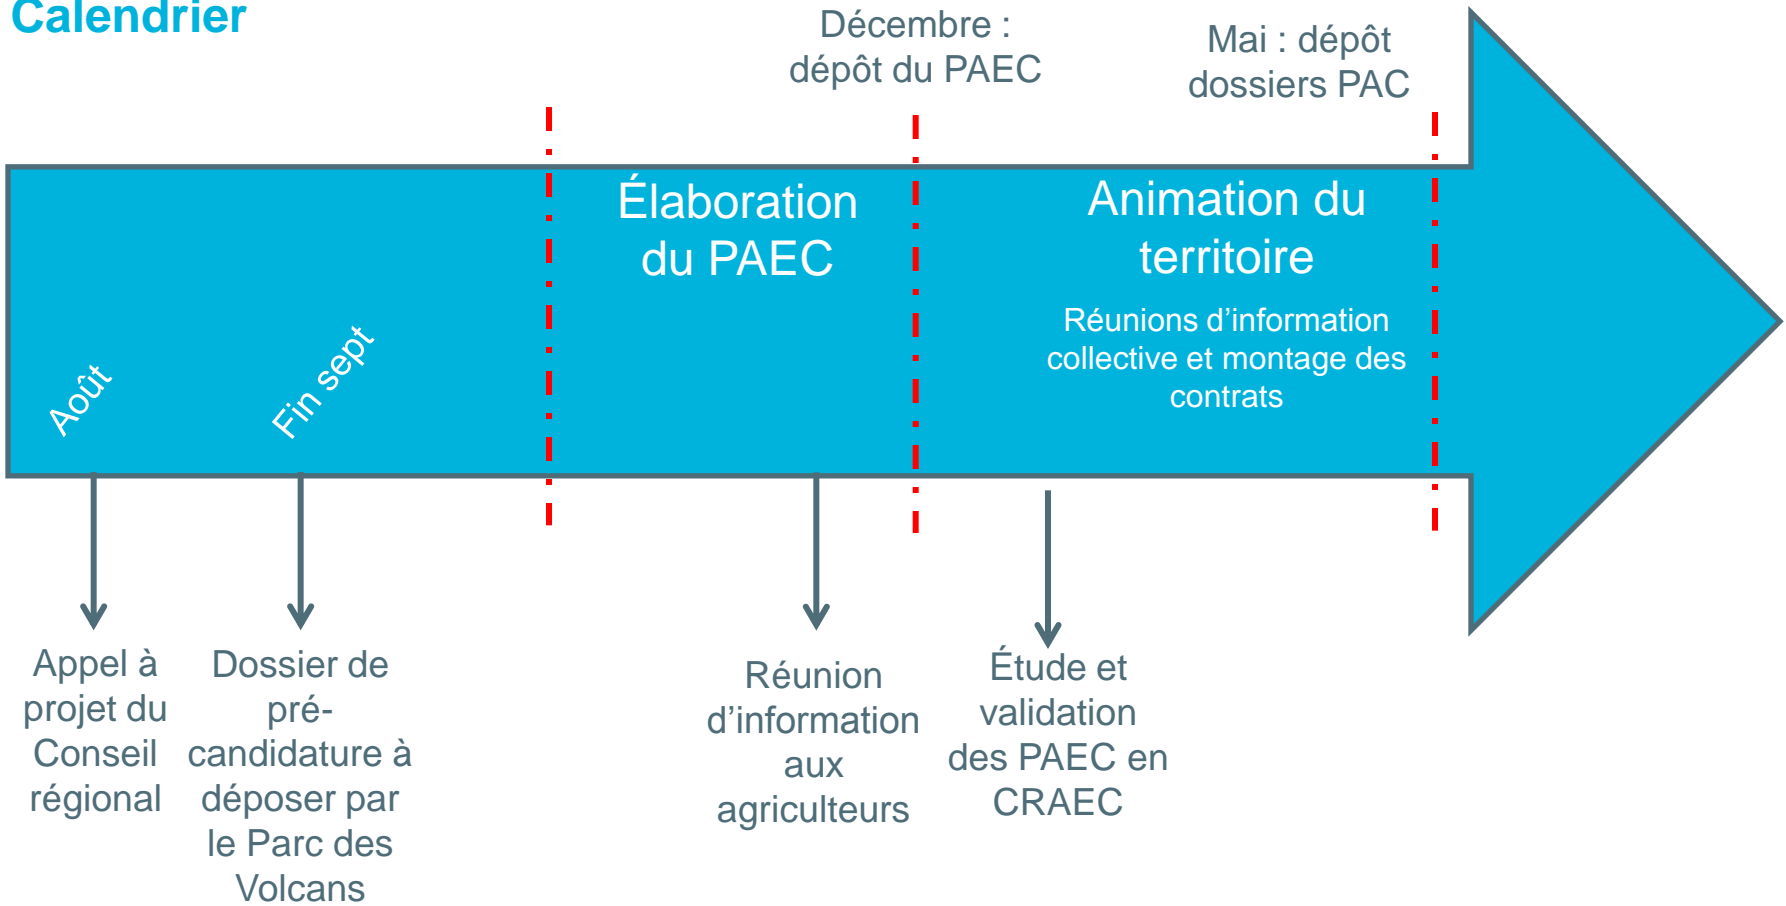 Calendrier
Décembre :
dépôt du PAEC
Mai : dépôt
dossiers PAC
Élaboration
du PAEC
Animation du
territoire
Réunions d’information
collective et montage des
contrats
Août
Fin sept
Appel à
projet du
Conseil
régional
Dossier de
pré-
candidature à
déposer par
le Parc des
Volcans
Réunion
d’information
aux
agriculteurs
Étude et
validation
des PAEC en
CRAEC